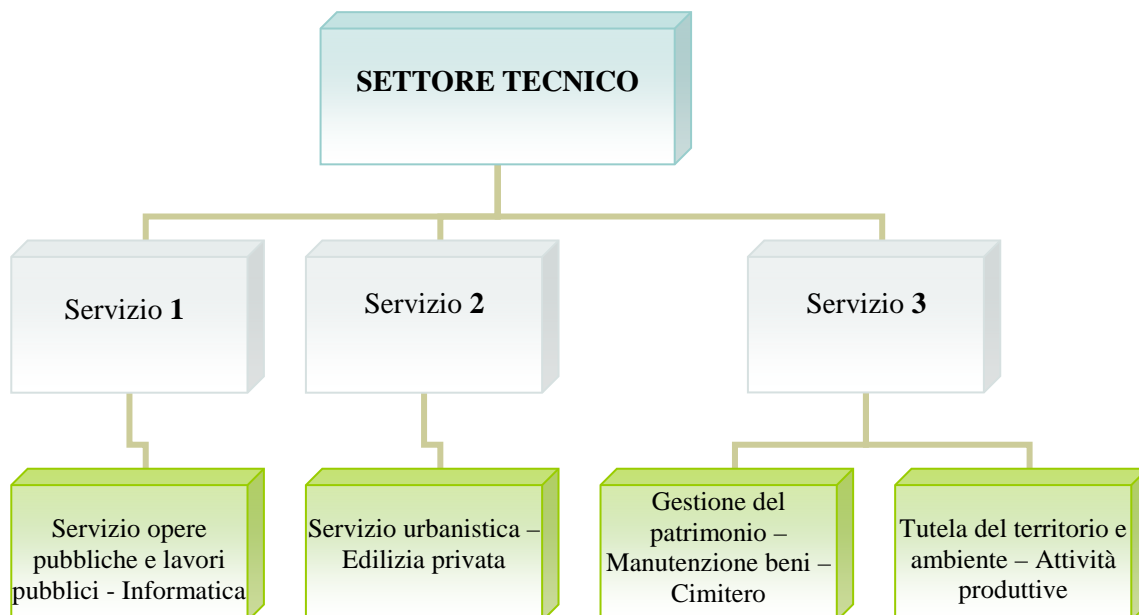 SETTORE TECNICO
Servizio 1
Servizio 2
Servizio 3
Servizio opere
pubbliche e lavori
pubblici - Informatica
Servizio urbanistica –
Edilizia privata
Gestione del
patrimonio –
Manutenzione beni –
Cimitero
Tutela del territorio e
ambiente – Attività
produttive